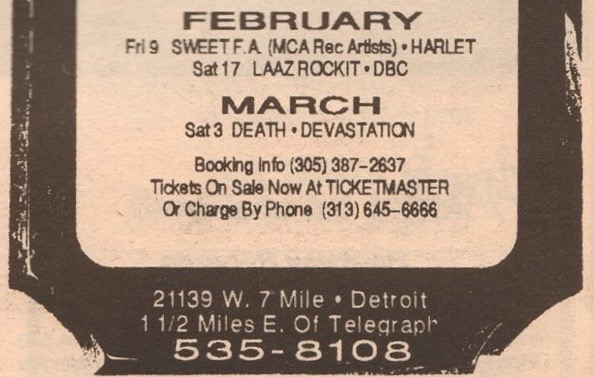 FEBRUARY
Fri 9 SWEET F.A. (MCA Rec Artists) • HARLET
Sat 17 LAAZ ROCKIT • DBC
MARCH
Sat 3 DEATH • DEVASTATION
Booking Info (305) 387-2637
Tickets On Sale Now At TICKETMASTER
Or Charge By Phone (313) 645-6666
21139 W. 7 Mile • Detroit
1 1/2 Miles E. Of Telegraph
535-8108